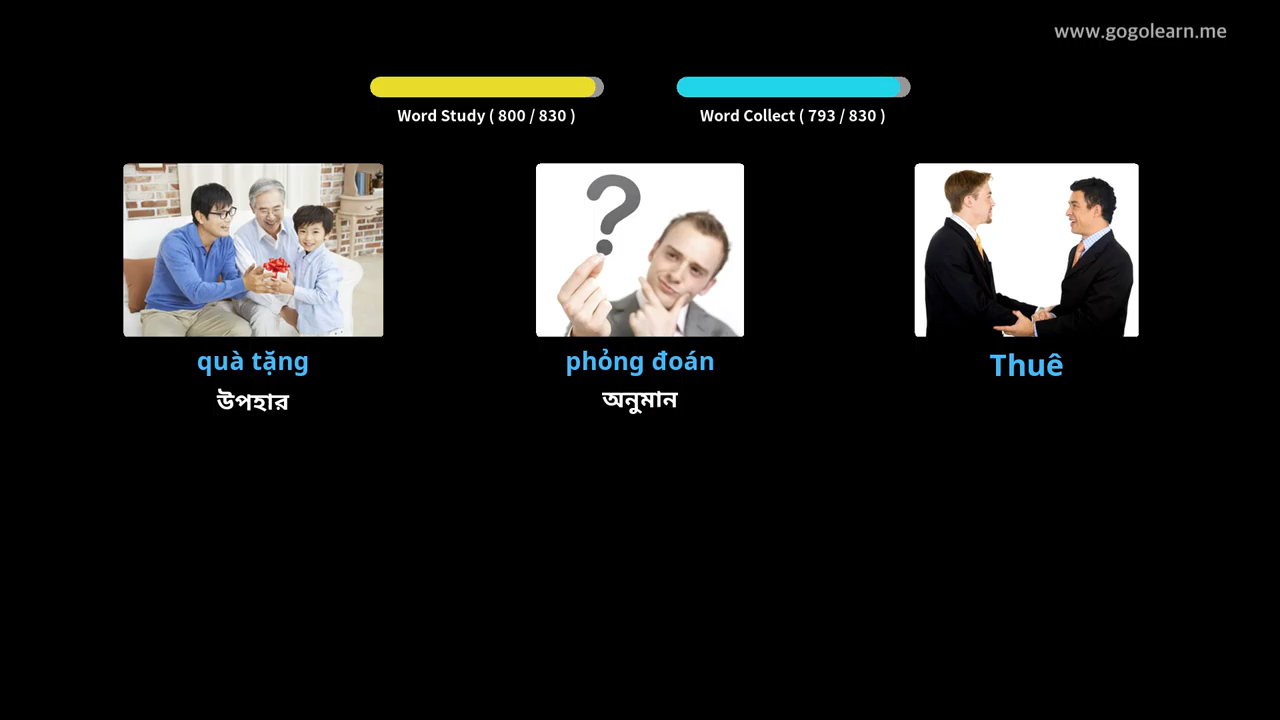 www.gogolearn.me
Word Study ( 800 / 830 )
Word Collect ( 793 / 830 )
quà tặng
উপহার
phỏng đoán
অনুমান
Thuê